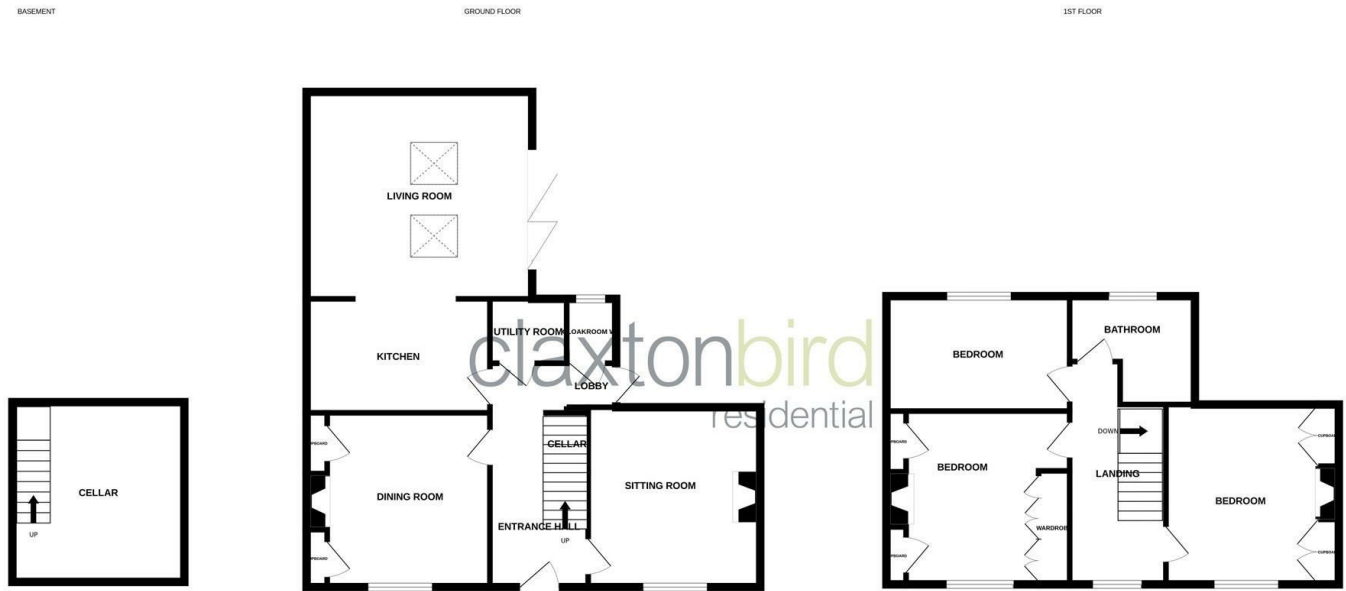 BASEMENT
GROUND FLOOR
1ST FLOOR
LIVING ROOM
UTILITY ROOM
KITCHEN
LOBBY
claxtonbird
residential
CELLAR
DINING ROOM
SITTING ROOM
ENTRANCE HALL
UP
CELLAR
UP
BATHROOM
BEDROOM
DOWN
LANDING
BEDROOM
BEDROOM